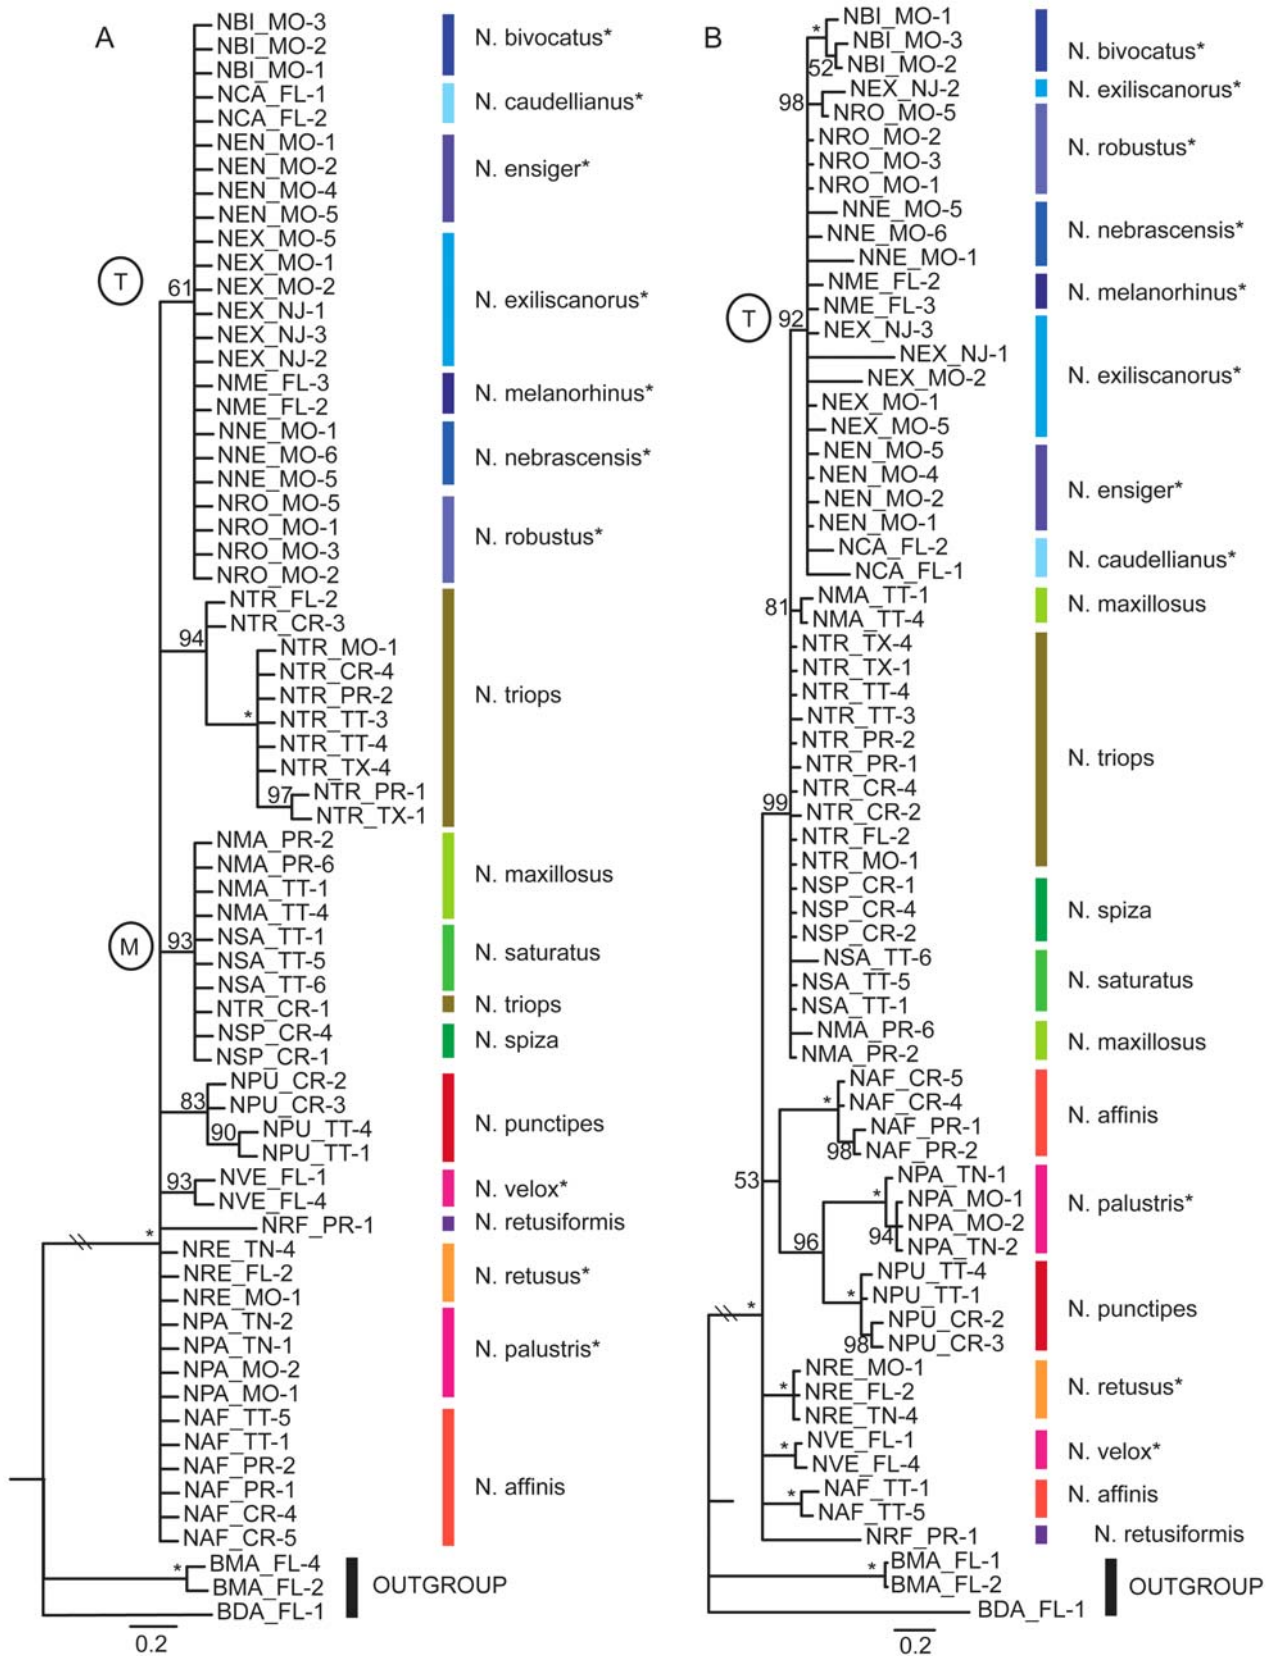 A
NBI_MO-3
NBI_MO-2
NBI_MO-1
N. bivocatus*
NCA_FL-1
NCA_FL-2
N. caudellianus*
NEN_MO-1
NEN_MO-2
NEN_MO-4
NEN_MO-5
N. ensiger*
NEX_MO-5
NEX_MO-1
NEX_MO-2
NEX_NJ-1
NEX_NJ-3
NEX_NJ-2
N. exiliscanorus*
T
61
NME_FL-3
NME_FL-2
N. melanorhinus*
NNE_MO-1
NNE_MO-6
NNE_MO-5
N. nebrascensis*
NRO_MO-5
NRO_MO-1
NRO_MO-3
NRO_MO-2
N. robustus*
NTR_FL-2
NTR_CR-3
94
NTR_MO-1
NTR_CR-4
NTR_PR-2
NTR_TT-3
*
NTR_TT-4
NTR_TX-4
97
NTR_PR-1
NTR_TX-1
N. triops
NMA_PR-2
NMA_PR-6
NMA_TT-1
NMA_TT-4
N. maxillosus
M
93
NSA_TT-1
NSA_TT-5
NSA_TT-6
N. saturatus
NTR_CR-1
N. triops
NSP_CR-4
NSP_CR-1
N. spiza
83
NPU_CR-2
NPU_CR-3
90
NPU_TT-4
NPU_TT-1
N. punctipes
93
NVE_FL-1
NVE_FL-4
N. velox*
*
NRF_PR-1
N. retusiformis
NRE_TN-4
NRE_FL-2
NRE_MO-1
N. retusus*
NPA_TN-2
NPA_TN-1
NPA_MO-2
NPA_MO-1
N. palustris*
NAF_TT-5
NAF_TT-1
NAF_PR-2
NAF_PR-1
NAF_CR-4
NAF_CR-5
N. affinis
*
BMA_FL-4
BMA_FL-2
BDA_FL-1
OUTGROUP
0.2
B
*
NBI_MO-1
NBI_MO-3
52
NBI_MO-2
N. bivocatus*
98
NEX_NJ-2
N. exiliscanorus*
NRO_MO-5
NRO_MO-2
NRO_MO-3
NRO_MO-1
N. robustus*
NNE_MO-5
NNE_MO-6
NNE_MO-1
N. nebrascensis*
NME_FL-2
NME_FL-3
N. melanorhinus*
T
92
NEX_NJ-3
NEX_NJ-1
NEX_MO-2
NEX_MO-1
NEX_MO-5
N. exiliscanorus*
NEN_MO-5
NEN_MO-4
NEN_MO-2
NEN_MO-1
N. ensiger*
NCA_FL-2
NCA_FL-1
N. caudellianus*
81
NMA_TT-1
NMA_TT-4
N. maxillosus
NTR_TX-4
NTR_TX-1
NTR_TT-4
NTR_TT-3
NTR_PR-2
NTR_PR-1
NTR_CR-4
99
NTR_CR-2
NTR_FL-2
NTR_MO-1
N. triops
NSP_CR-1
NSP_CR-4
NSP_CR-2
N. spiza
NSA_TT-6
NSA_TT-5
NSA_TT-1
N. saturatus
NMA_PR-6
NMA_PR-2
N. maxillosus
*
NAF_CR-5
NAF_CR-4
NAF_PR-1
98
NAF_PR-2
N. affinis
53
*
NPA_TN-1
NPA_MO-1
NPA_MO-2
94
NPA_TN-2
N. palustris*
96
*
NPU_TT-4
NPU_TT-1
NPU_CR-2
98
NPU_CR-3
N. punctipes
*
*
NRE_MO-1
NRE_FL-2
NRE_TN-4
N. retusus*
*
NVE_FL-1
NVE_FL-4
N. velox*
*
NAF_TT-1
NAF_TT-5
N. affinis
NRF_PR-1
N. retusiformis
*
BMA_FL-1
BMA_FL-2
BDA_FL-1
OUTGROUP
0.2